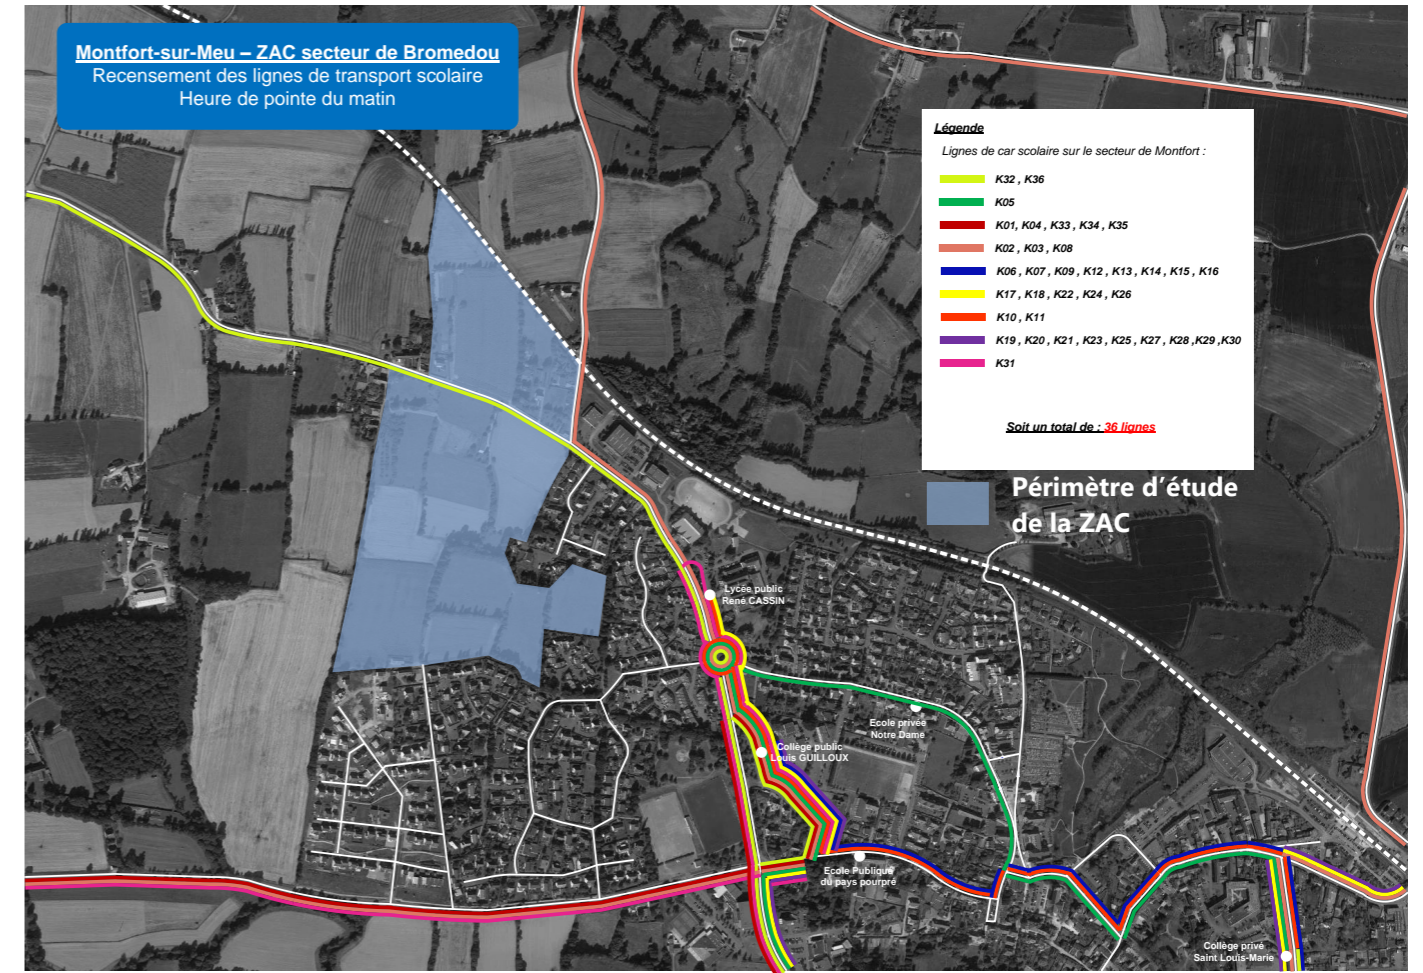 Montfort-sur-Meu – ZAC secteur de Bromedou
Recensement des lignes de transport scolaire
Heure de pointe du matin
Légende
Lignes de car scolaire sur le secteur de Montfort :
K32 , K36
K05
K01, K04 , K33 , K34 , K35
K02 , K03 , K08
K06 , K07 , K09 , K12 , K13 , K14 , K15 , K16
K17 , K18 , K22 , K24 , K26
K10 , K11
K19 , K20 , K21 , K23 , K25 , K27 , K28 ,K29 ,K30
K31
Soit un total de : 36 lignes
Périmètre d'étude
de la ZAC
Lycée public
René CASSIN
Ecole privée
Notre Dame
Collège public
Louis GUILLOUX
Ecole Publique
du pays pourpré
Collège privé
Saint Louis-Marie